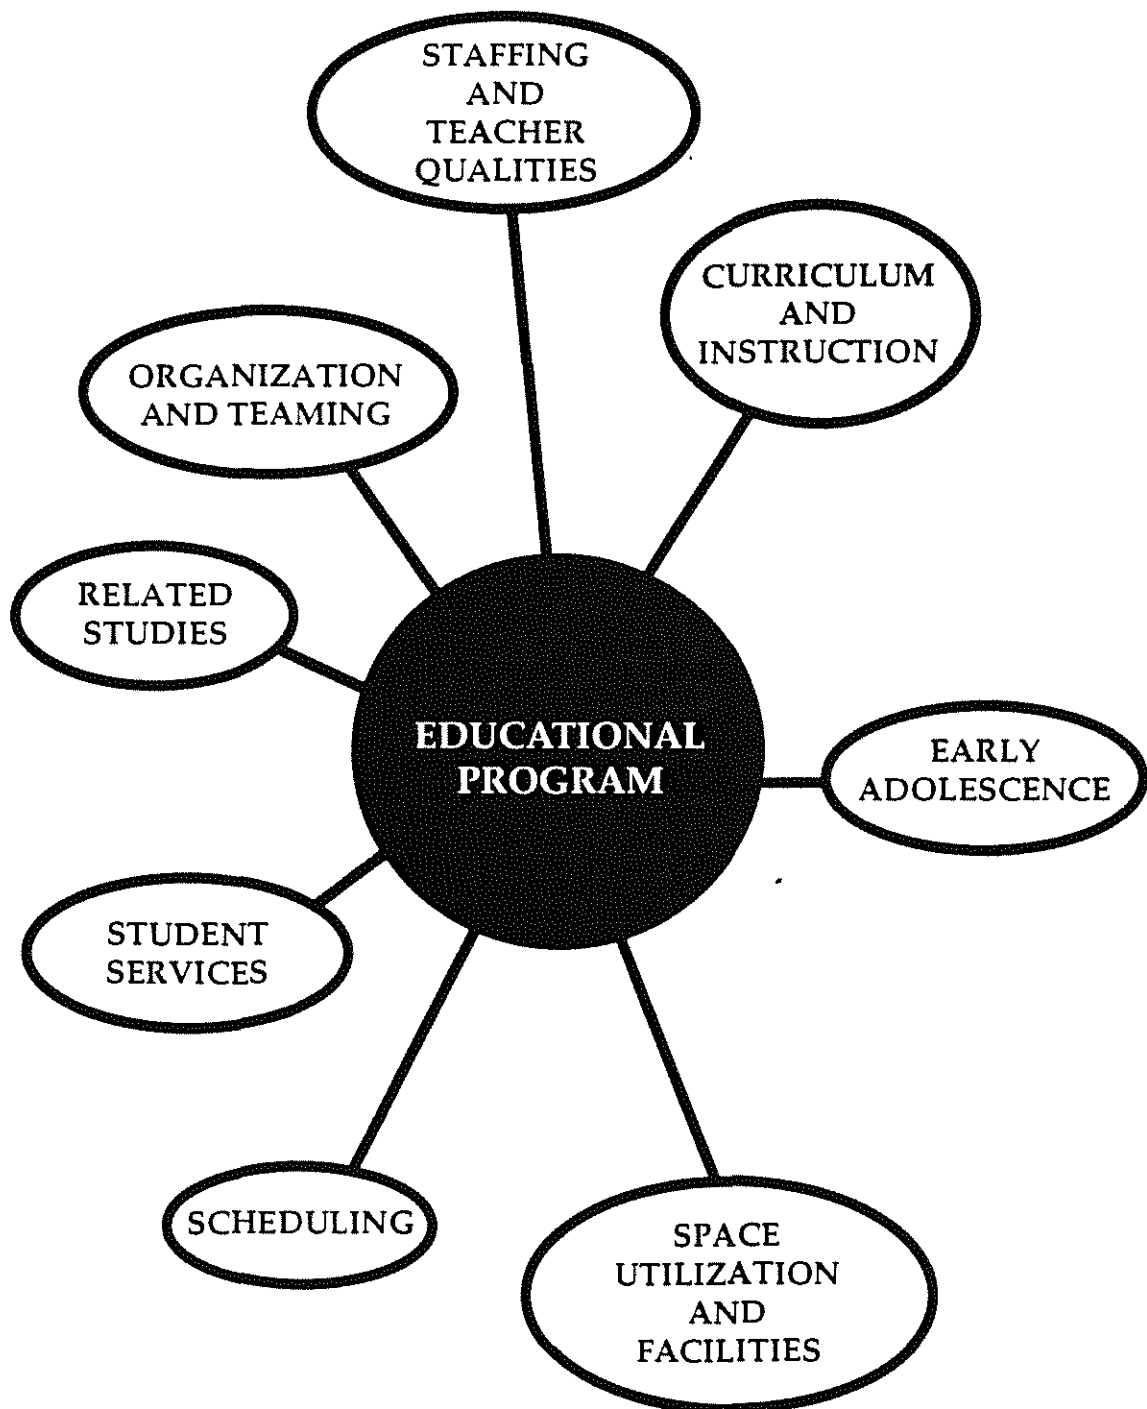 STAFFING
AND
TEACHER
QUALITIES
CURRICULUM
AND
INSTRUCTION
ORGANIZATION
AND TEAMING
RELATED
STUDIES
EDUCATIONAL
PROGRAM
EARLY
ADOLESCENCE
STUDENT
SERVICES
SCHEDULING
SPACE
UTILIZATION
AND
FACILITIES